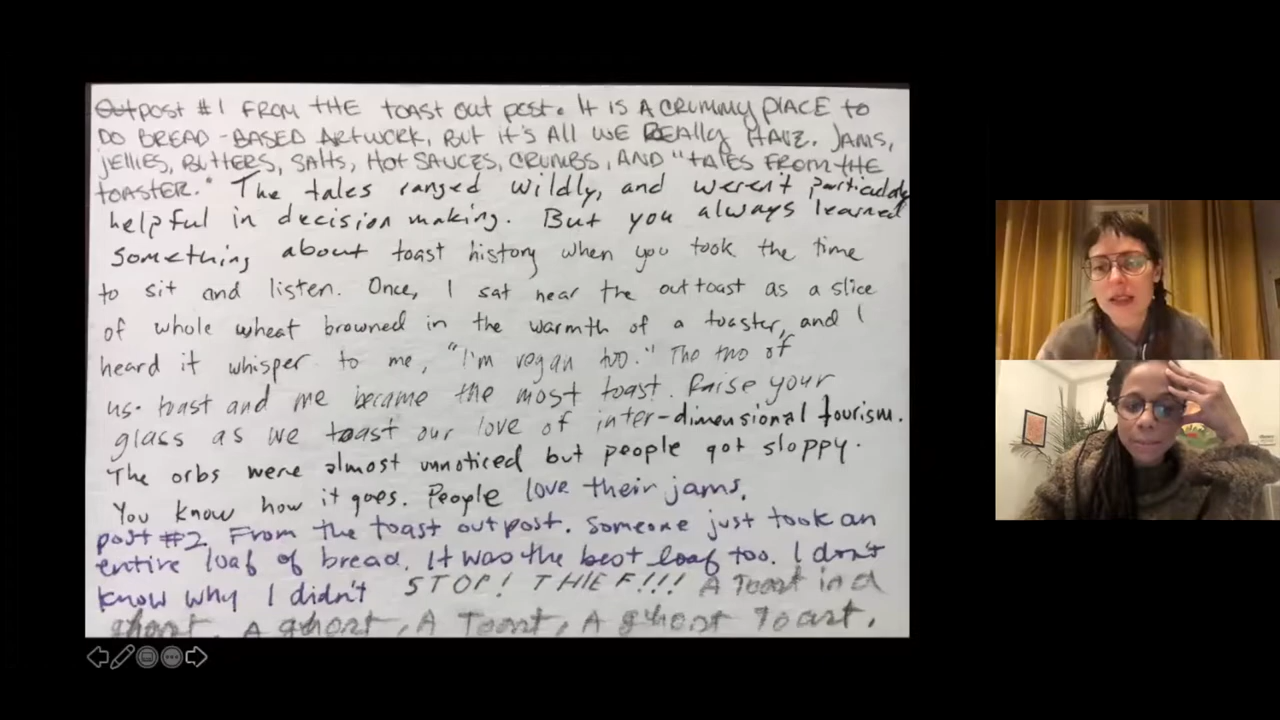 Outpost #1 FROM THE toast out post. It IS A CRUMMY PLACE to
DO BREAD-BASED ARTWORK, BUT it's All WE REAlly HAVE. JAMS,
jEllIES, BUttERS, SAlts, Hot SAUCES, CRUMBS, AND "tAlES FROM tHE
tOASTER." The tales ranged wildly, and weren't particularly
helpful in decision making. But you always learned
something about toast history when you took the time
to sit and listen. Once, I sat near the out toast as a slice
of whole wheat browned in the warmth of a toaster, and I
heard it whisper to me, "I'm vegan too." The two of
us- toast and me became the most toast. Raise your
glass as we toast our love of inter-dimensional tourism.
The orbs were almost unnoticed but people got sloppy.
You know how it goes. People love their jams.
post #2 From the toast outpost. Someone just took an
entire loaf of bread. It was the best loaf too. I don't
know why I didn't STOP! THIEF!!! A Toast in a
ghost, A ghost, A Toast, A ghost Toast.